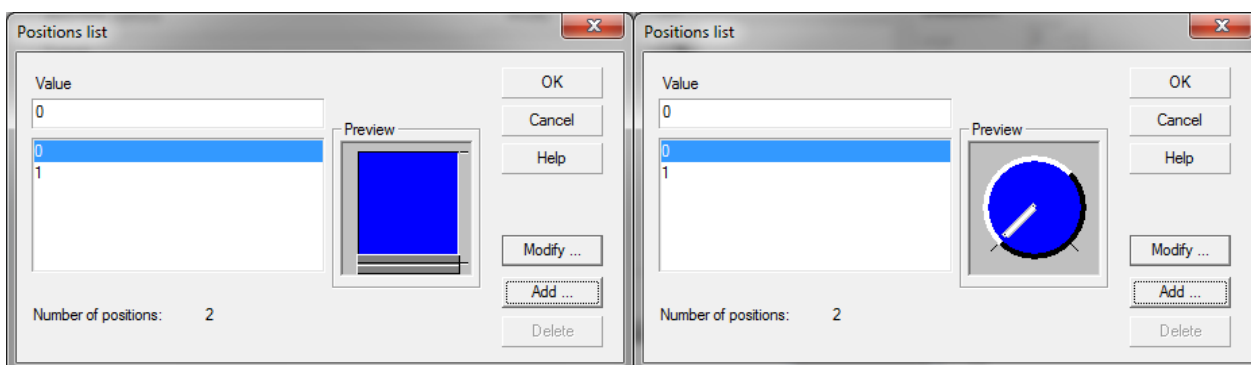 Positions list
Value
0
0
1
Preview
OK
Cancel
Help
Modify ...
Add ...
Delete
Number of positions: 2
Positions list
Value
0
0
1
Preview
OK
Cancel
Help
Modify ...
Add ...
Delete
Number of positions: 2